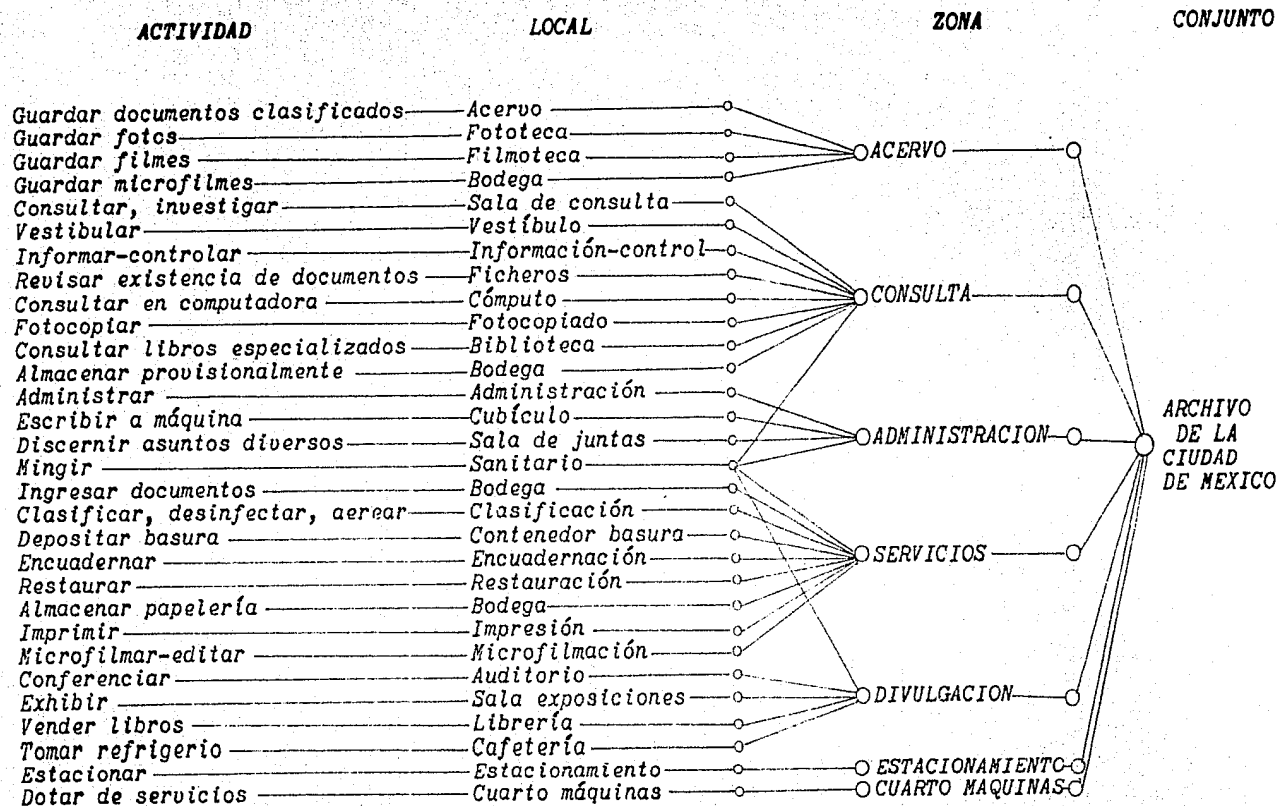 ACTIVIDAD LOCAL ZONA CONJUNTO
Guardar documentos clasificados Acervo
Guardar fotos Fototeca
Guardar filmes Filmoteca ACERVO
Guardar microfilmes Bodega
Consultar, investigar Sala de consulta
Vestibular Vestíbulo
Informar-controlar Información-control
Revisar existencia de documentos Ficheros
Consultar en computadora Cómputo CONSULTA
Fotocopiar Fotocopiado
Consultar libros especializados Biblioteca
Almacenar provisionalmente Bodega
Administrar Administración
Escribir a máquina Cubículo ARCHIVO
Discernir asuntos diversos Sala de juntas ADMINISTRACION DE LA
Mingir Sanitario CIUDAD
Ingresar documentos Bodega DE MEXICO
Clasificar, desinfectar, aerear Clasificación
Depositar basura Contenedor basura
Encuadernar Encuadernación SERVICIOS
Restaurar Restauración
Almacenar papelería Bodega
Imprimir Impresión
Microfilmar-editar Microfilmación
Conferenciar Auditorio
Exhibir Sala exposiciones DIVULGACION
Vender libros Librería
Tomar refrigerio Cafetería
Estacionar Estacionamiento ESTACIONAMIENTO
Dotar de servicios Cuarto máquinas CUARTO MAQUINAS